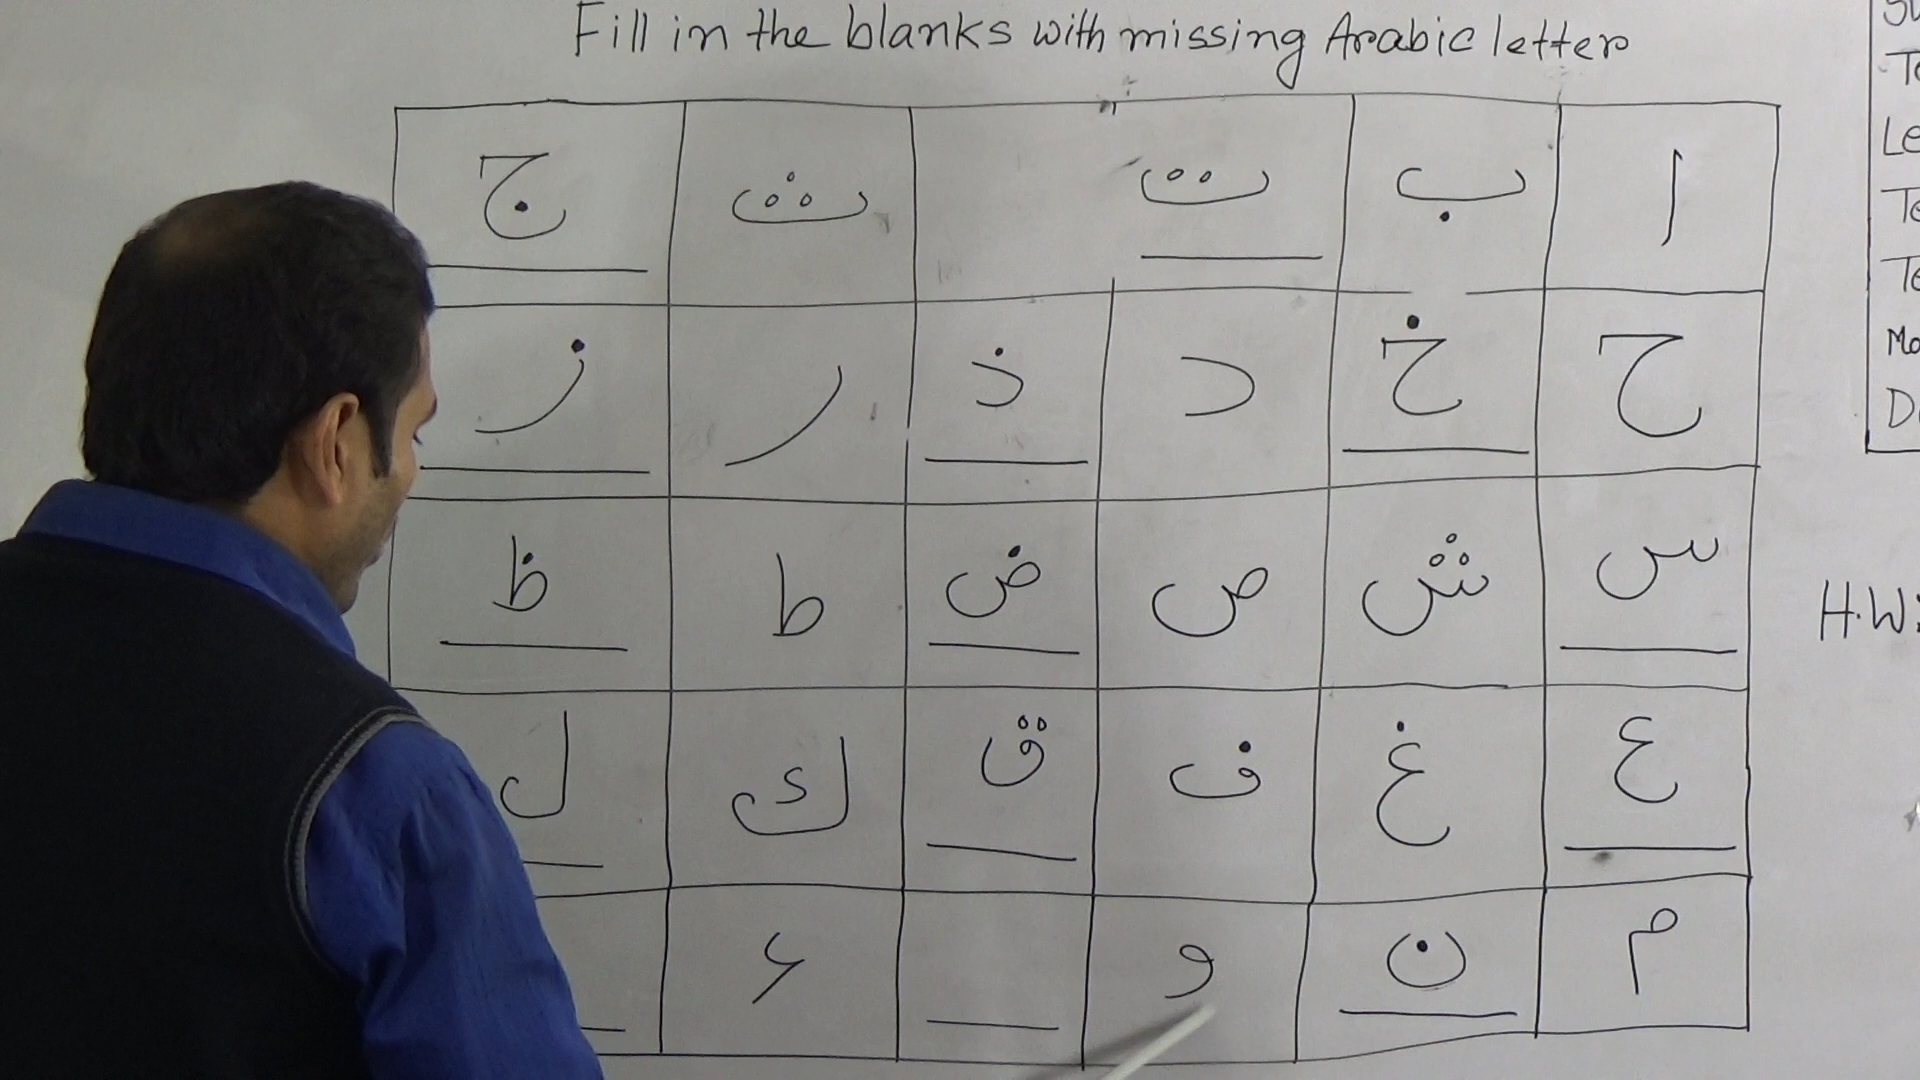 Fill in the blanks with missing Arabic letter
ا ب ت ث ج
ح خ د ذ ر ز
س ش ص ض ط ظ
ع غ ف ق ك ل
م ن و ء
H.W: